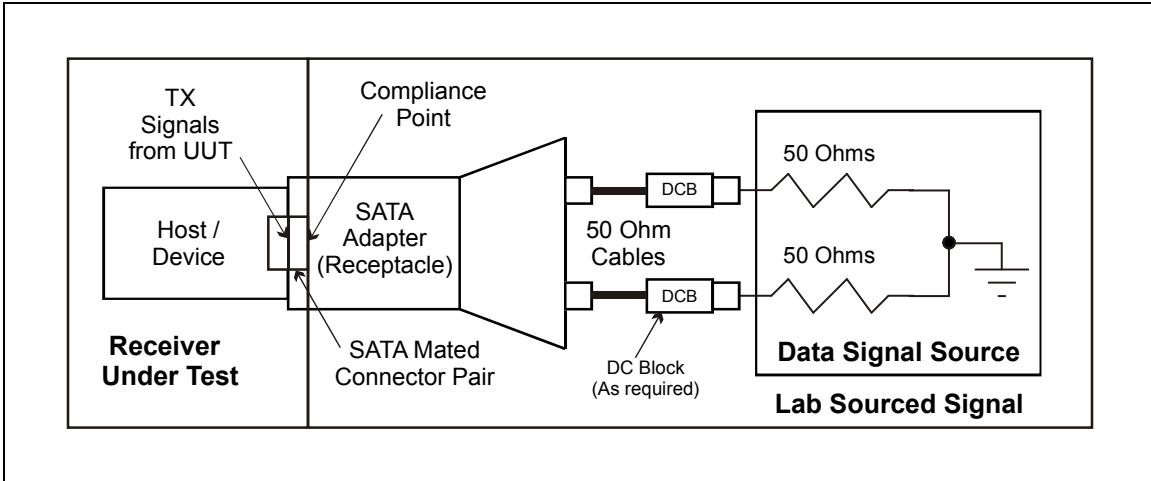 TX
Signals
from UUT
Compliance
Point
Host /
Device
SATA
Adapter
(Receptacle)
DCB
50 Ohm
Cables
DCB
50 Ohms
50 Ohms
Receiver
Under Test
SATA Mated
Connector Pair
DC Block
(As required)
Data Signal Source
Lab Sourced Signal